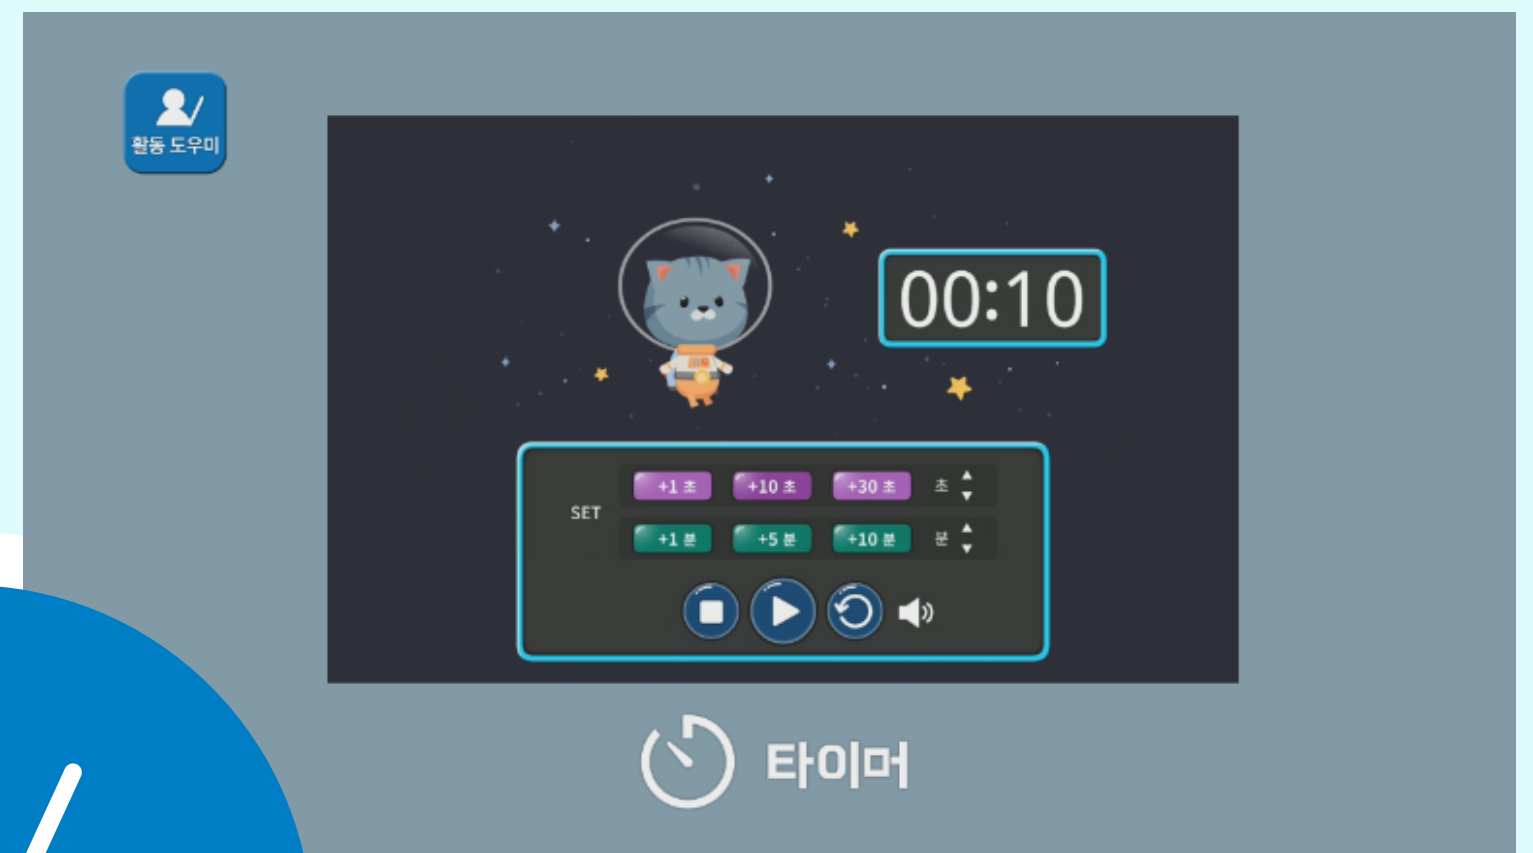 활동 도우미
00:10
SET
+1 초 +10 초 +30 초 초
+1 분 +5 분 +10 분 분
타이머